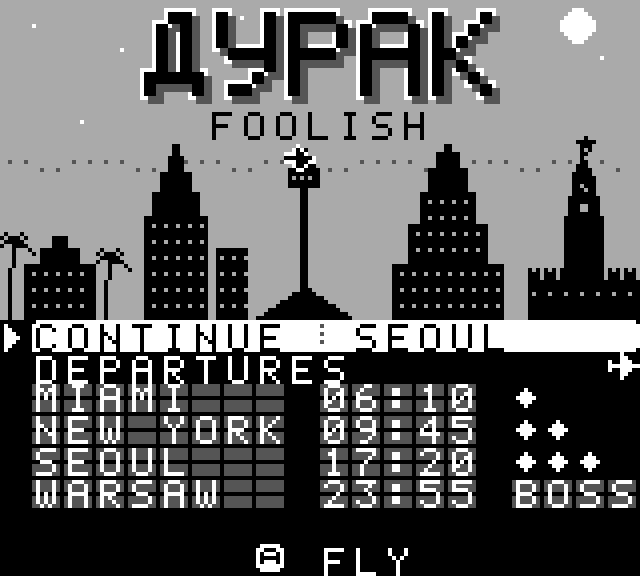 ДУРАК
FOOLISH
CONTINUE : SEOUL
DEPARTURES
MIAMI 06:10
NEW YORK 09:45
SEOUL 17:20
WARSAW 23:55 BOSS
A FLY